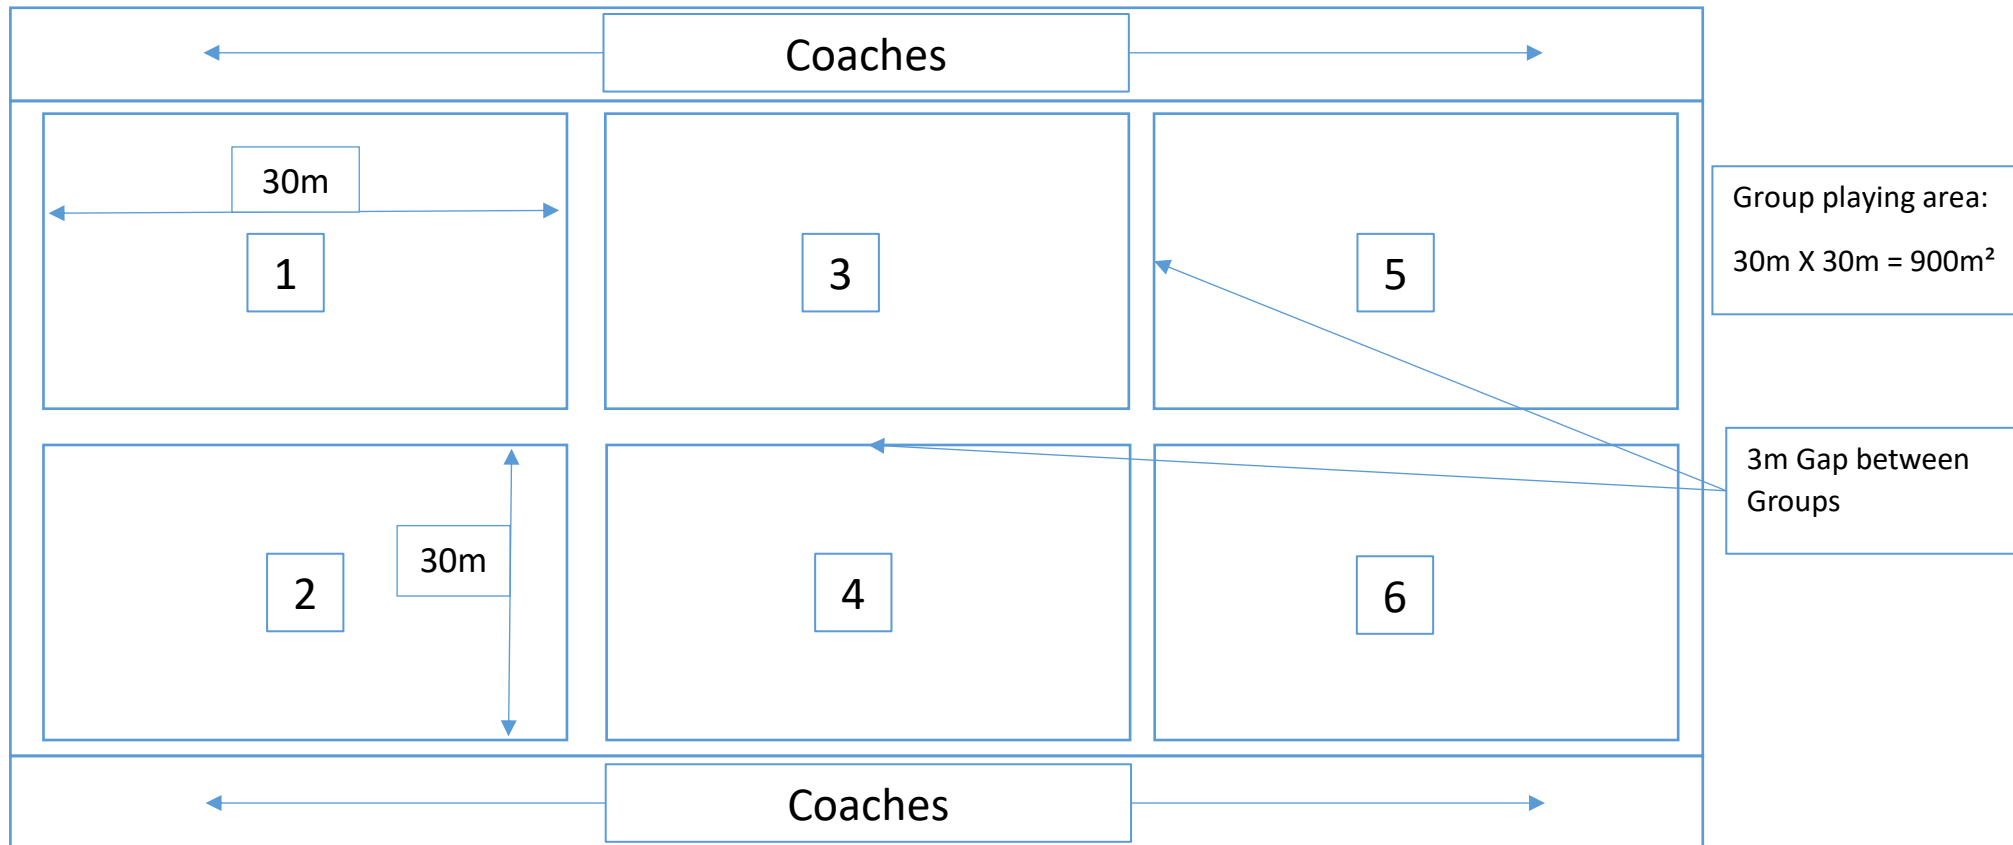 Coaches
30m
1
3
5
Group playing area:
30m X 30m = 900m²
3m Gap between
Groups
30m
2
4
6
Coaches